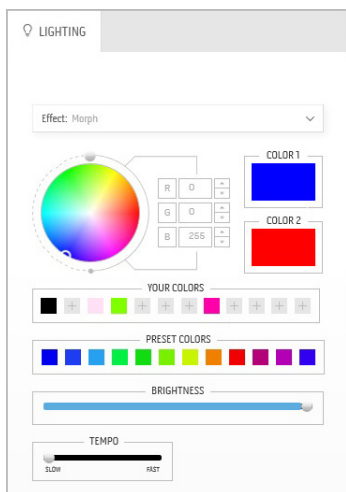 LIGHTING
Effect: Morph
COLOR 1
R 0
G 0
B 255
COLOR 2
YOUR COLORS
PRESET COLORS
BRIGHTNESS
TEMPO
SLOW FAST